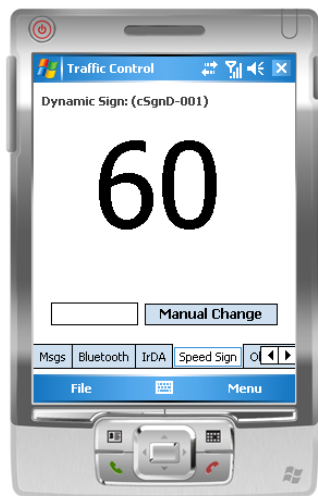 Traffic Control
Dynamic Sign: (cSgnD-001)
60
Manual Change
Msgs Bluetooth IrDA Speed Sign
File Menu